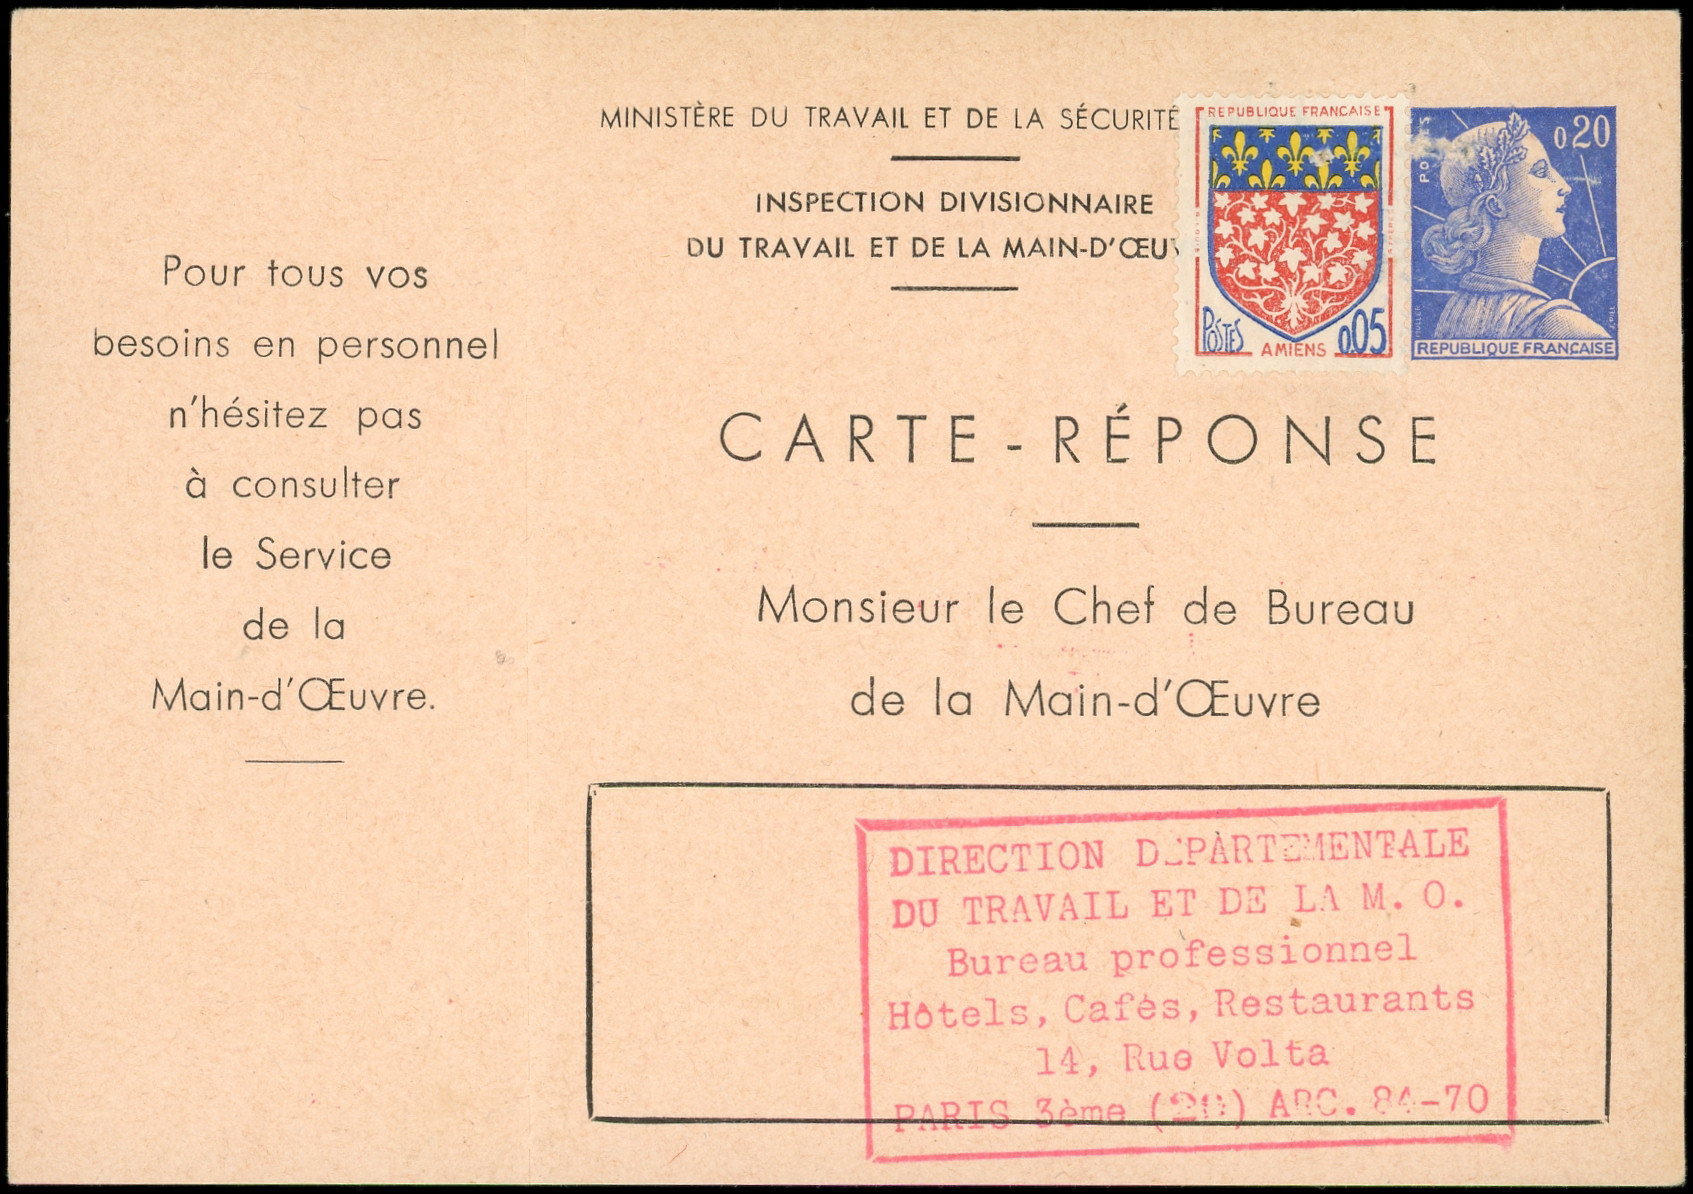 MINISTÈRE DU TRAVAIL ET DE LA SÉCURITÉ
INSPECTION DIVISIONNAIRE
DU TRAVAIL ET DE LA MAIN-D'ŒUV
REPUBLIQUE FRANÇAISE
POSTES
AMIENS
0.05
POSTES
0,20
MULLER
REPUBLIQUE FRANÇAISE
Pour tous vos
besoins en personnel
n'hésitez pas
à consulter
le Service
de la
Main-d'Œuvre.
CARTE-RÉPONSE
Monsieur le Chef de Bureau
de la Main-d'Œuvre
DIRECTION DEPARTEMENTALE
DU TRAVAIL ET DE LA M. O.
Bureau professionnel
Hôtels, Cafés, Restaurants
14, Rue Volta
PARIS 3ème ARC. 84-70